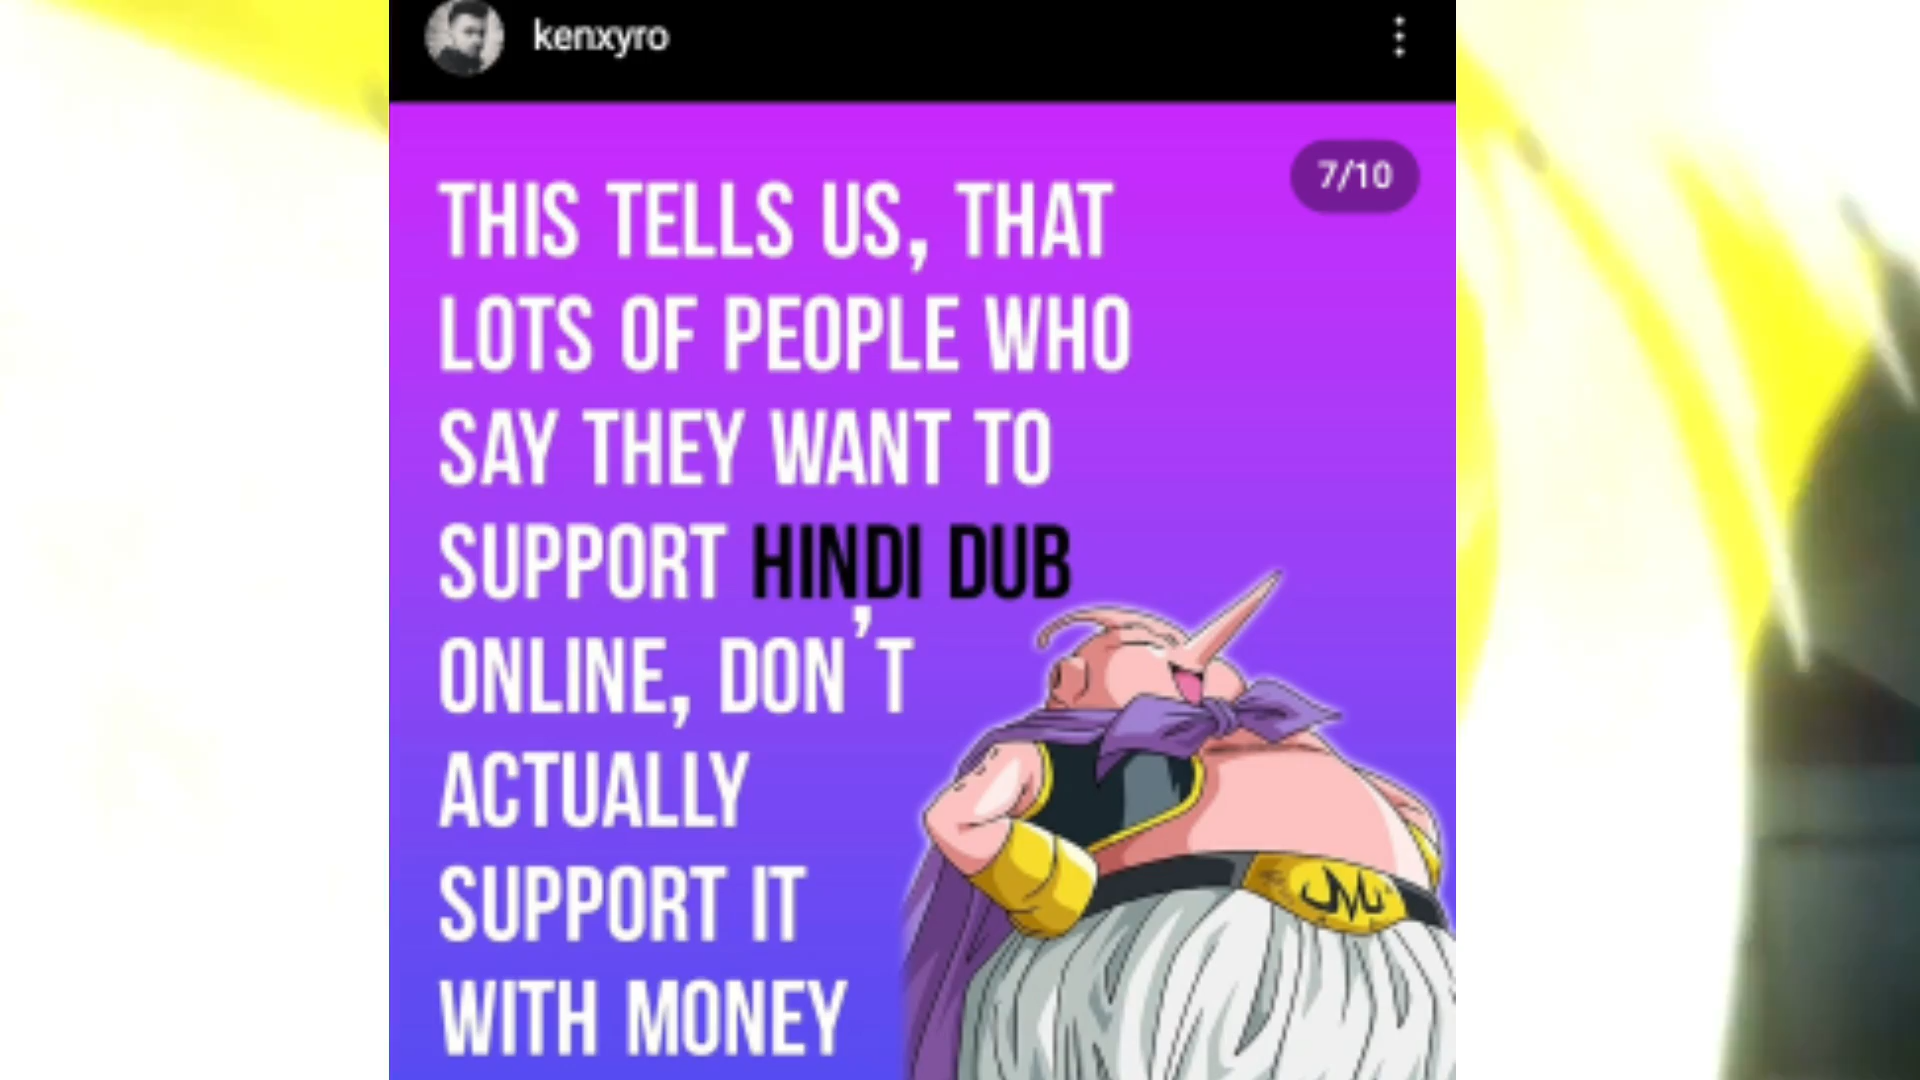 kenxyro
7/10
THIS TELLS US, THAT
LOTS OF PEOPLE WHO
SAY THEY WANT TO
SUPPORT HINDI DUB
ONLINE, DON'T
ACTUALLY
SUPPORT IT
WITH MONEY
M